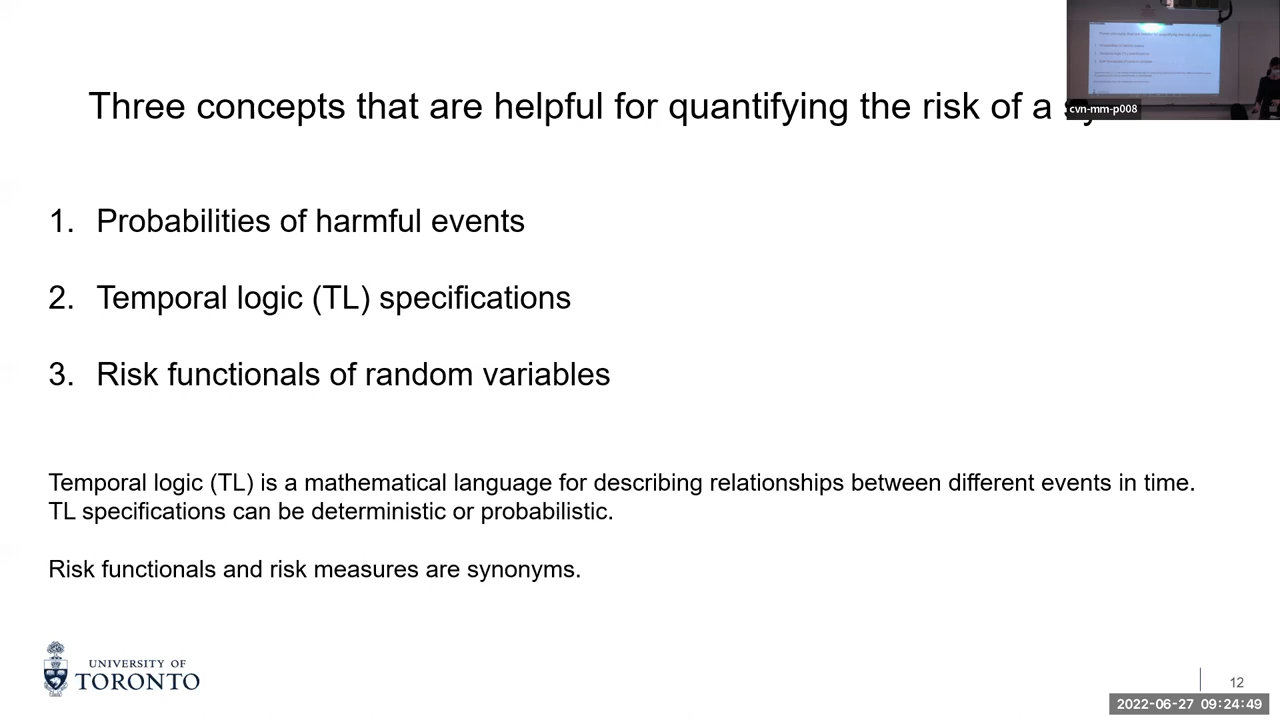 Three concepts that are helpful for quantifying the risk of a
cvn-mm-p008
1. Probabilities of harmful events
2. Temporal logic (TL) specifications
3. Risk functionals of random variables
Temporal logic (TL) is a mathematical language for describing relationships between different events in time.
TL specifications can be deterministic or probabilistic.
Risk functionals and risk measures are synonyms.
UNIVERSITY OF
TORONTO
12
2022-06-27 09:24:49